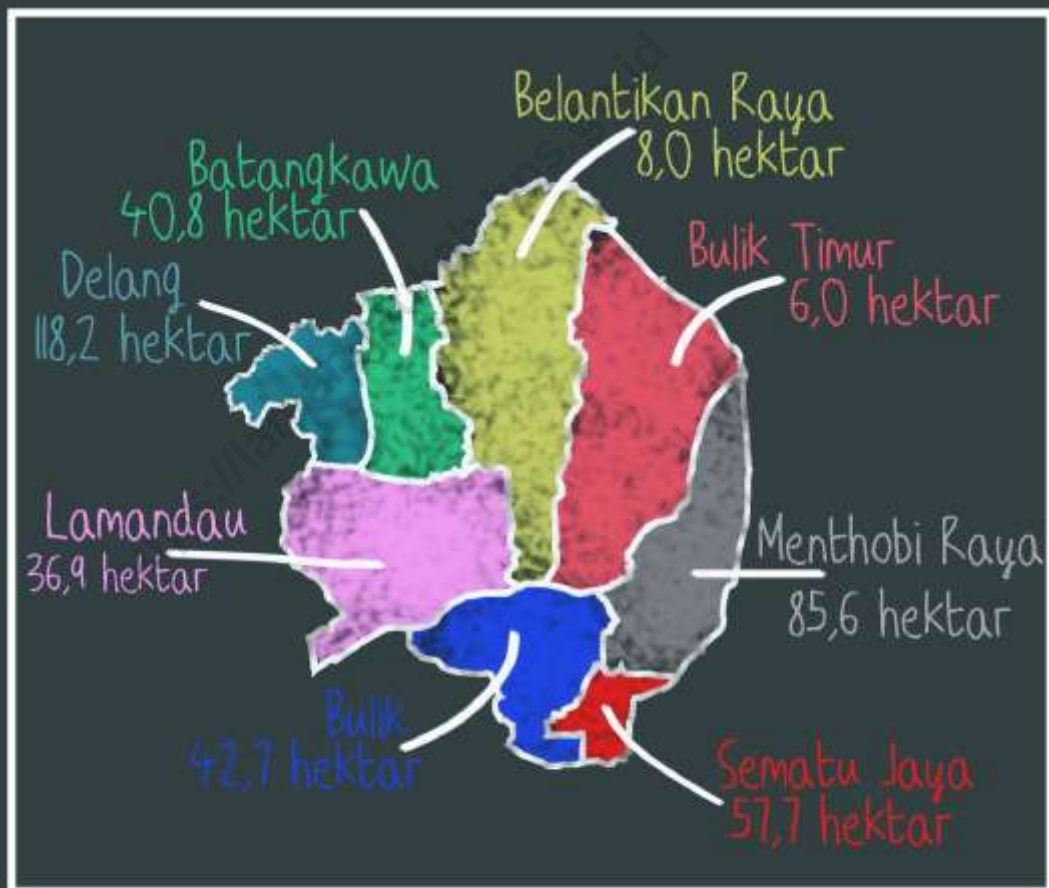 Belantikan Raya
8,0 hektar
Batangkawa
40,8 hektar
Bulik Timur
6,0 hektar
Delang
118,2 hektar
Lamandau
36,9 hektar
Menthobi Raya
85,6 hektar
Bulik
42,7 hektar
Sematu Jaya
57,7 hektar